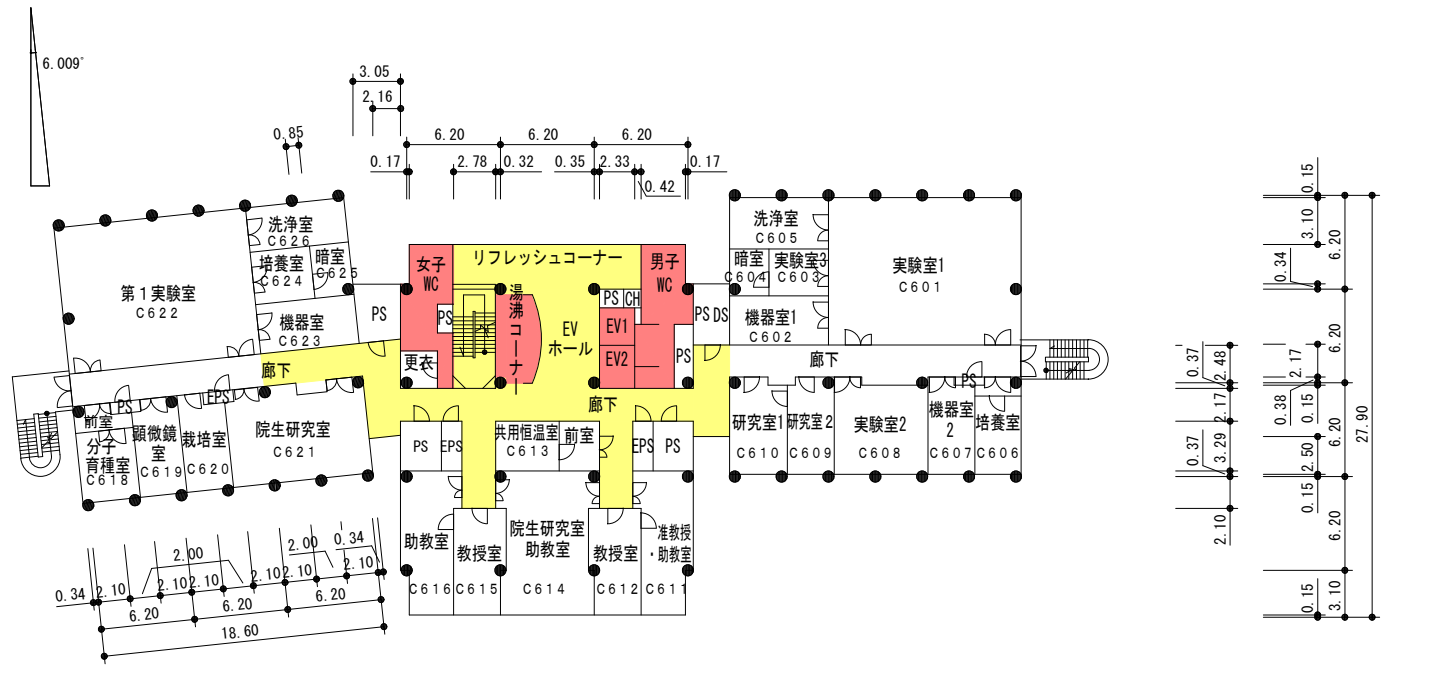 6.009°
3.05
2.16
0.85
6.20
6.20
6.20
0.17
2.78
0.32
0.35
2.33
0.17
0.42
洗浄室
C626
培養室
C624
暗室
C625
第1実験室
C622
機器室
C623
PS
廊下
前室
PS
EPS
分子
育種室
C618
顕微鏡
室
C619
栽培室
C620
院生研究室
C621
女子
WC
リフレッシュコーナー
男子
WC
PS
湯沸コーナー
EV
ホール
PS
CH
EV1
EV2
PS
更衣
廊下
PS
DS
PS
EPS
共用恒温室
C613
前室
EPS
PS
助教室
C616
教授室
C615
院生研究室
助教室
C614
教授室
C612
准教授
・助教室
C611
洗浄室
C605
暗室
C604
実験室3
C603
実験室1
C601
機器室1
C602
廊下
PS
研究室1
C610
研究室2
C609
実験室2
C608
機器室
2
C607
培養室
C606
0.34
2.10
2.10
2.10
2.10
2.10
2.10
2.00
2.00
0.34
6.20
6.20
6.20
18.60
0.37
2.48
2.17
0.37
3.29
2.10
0.15
3.10
0.34
2.17
0.38
0.15
2.50
0.15
0.15
6.20
6.20
6.20
6.20
3.10
27.90